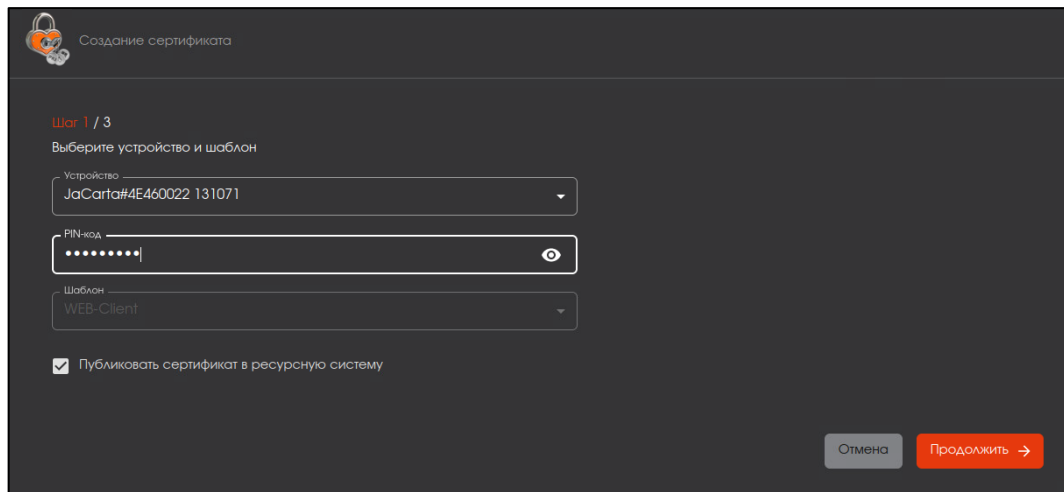 Создание сертификата
Шаг 1 / 3
Выберите устройство и шаблон
Устройство
JaCarta#4E460022 131071
PIN-код
•••••••••
Шаблон
WEB-Client
Публиковать сертификат в ресурсную систему
Отмена
Продолжить →